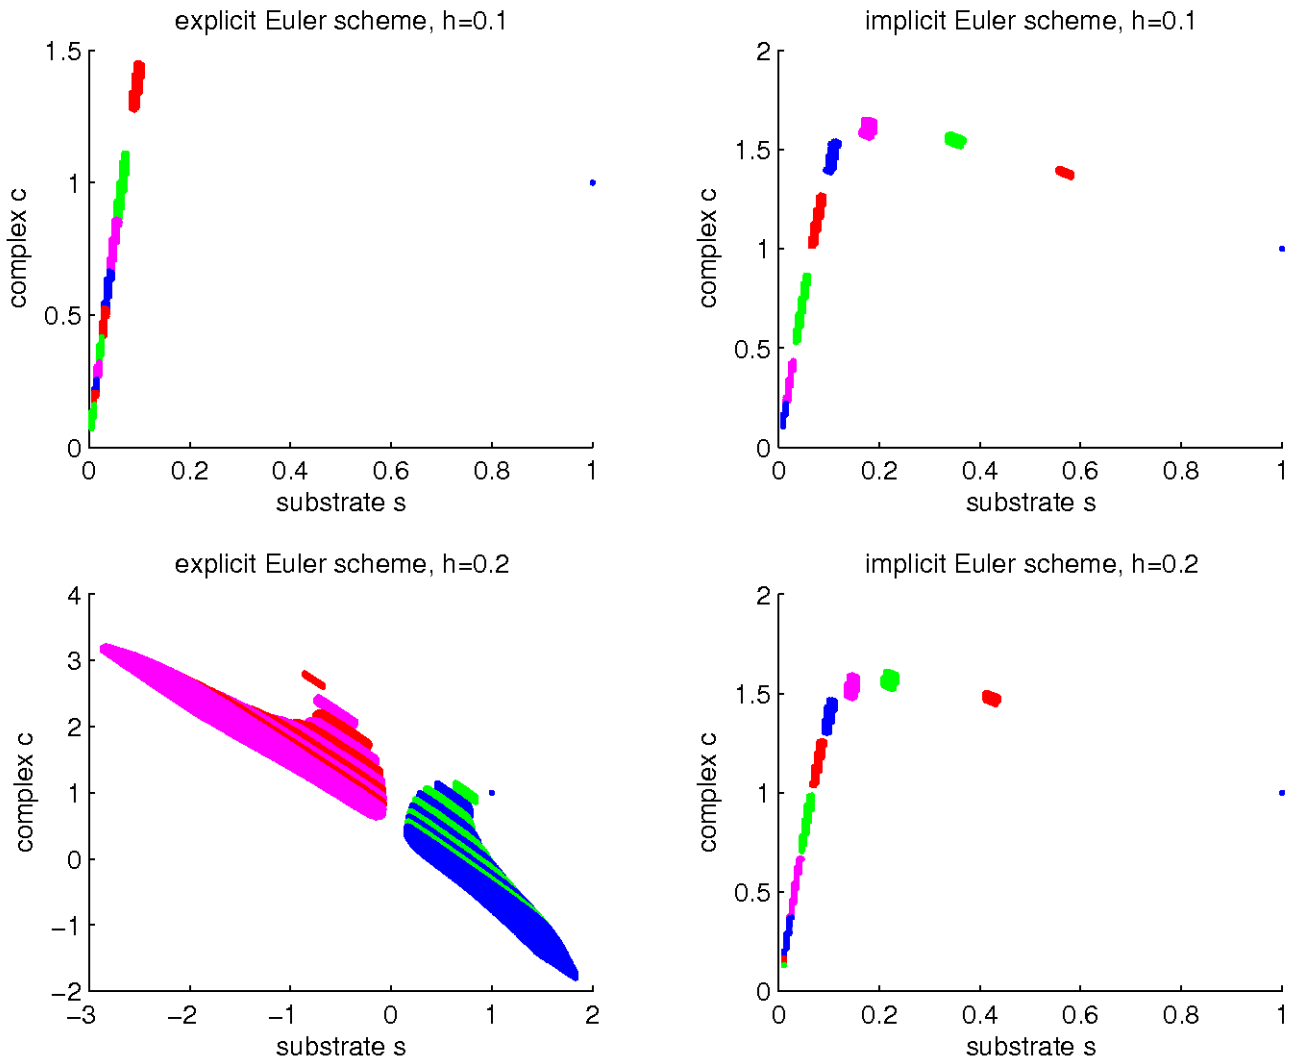 explicit Euler scheme, h=0.1
1.5
1
0.5
0
complex c
0 0.2 0.4 0.6 0.8 1
substrate s
implicit Euler scheme, h=0.1
2
1.5
1
0.5
0
complex c
0 0.2 0.4 0.6 0.8 1
substrate s
explicit Euler scheme, h=0.2
4
3
2
1
0
−1
−2
complex c
−3 −2 −1 0 1 2
substrate s
implicit Euler scheme, h=0.2
2
1.5
1
0.5
0
complex c
0 0.2 0.4 0.6 0.8 1
substrate s